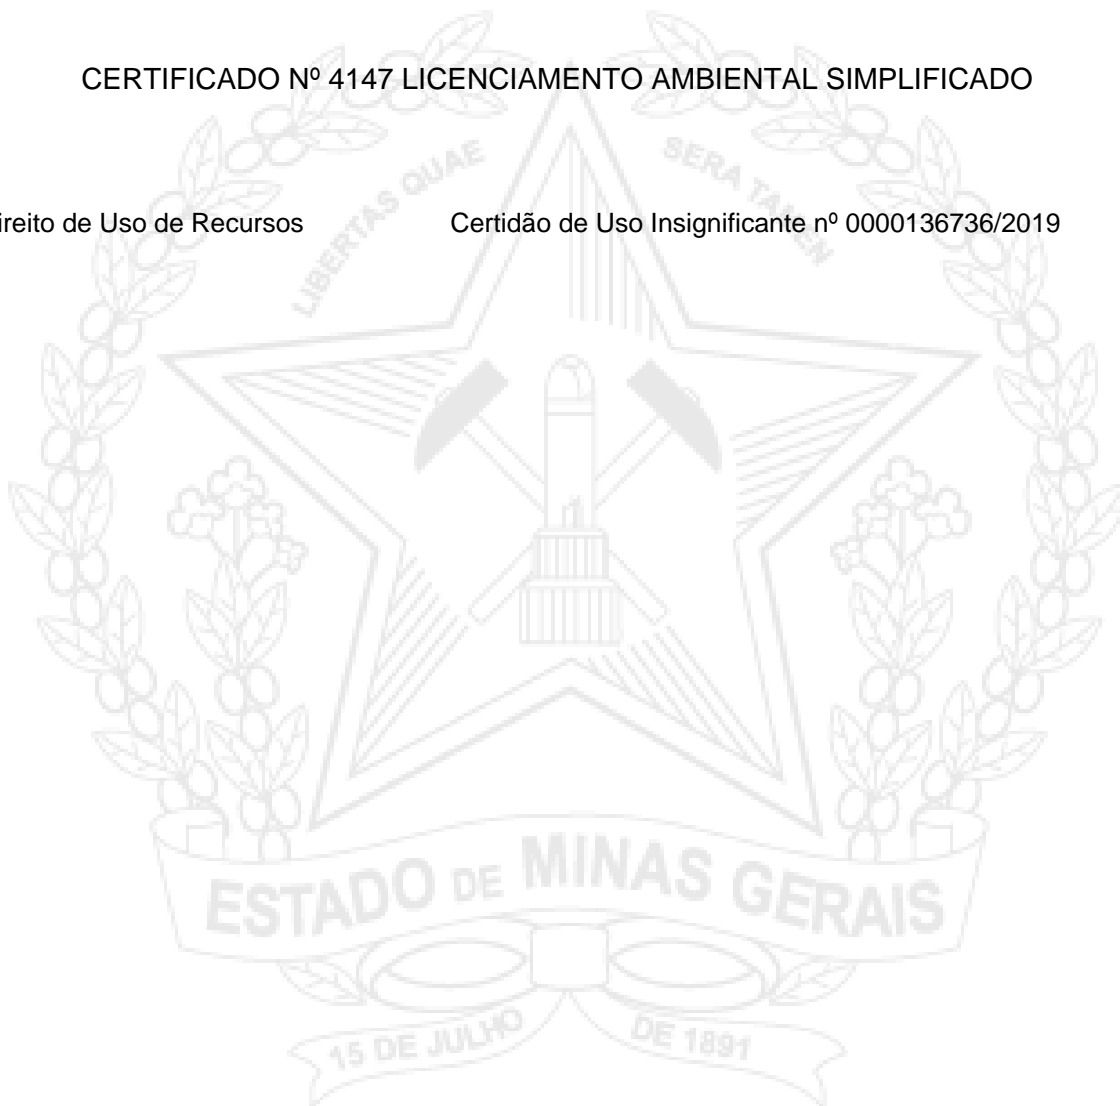 CERTIFICADO Nº 4147 LICENCIAMENTO AMBIENTAL SIMPLIFICADO
LIBERTAS QUAE SERA TAMEN
ireito de Uso de Recursos Certidão de Uso Insignificante nº 0000136736/2019
ESTADO DE MINAS GERAIS
15 DE JULHO DE 1891